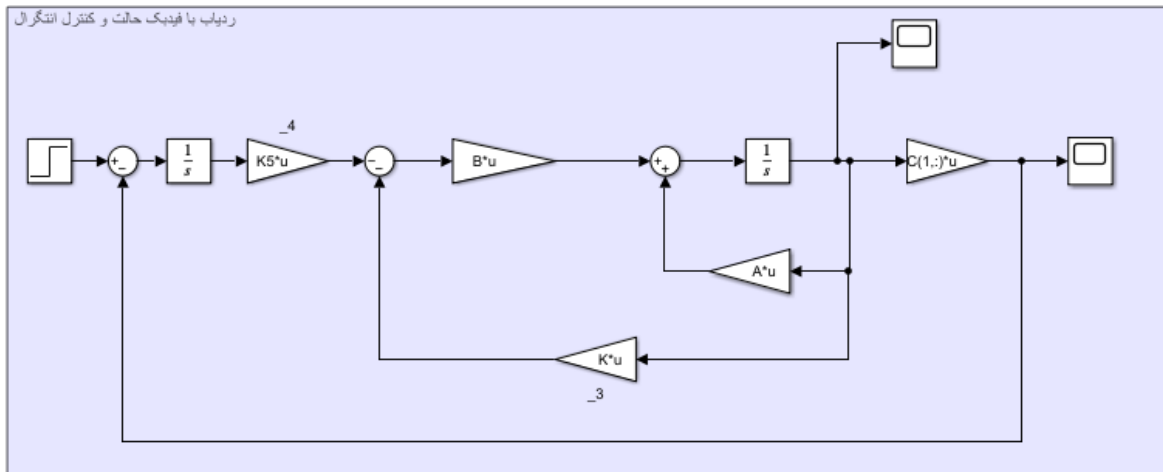 ردیاب با فیدبک حالت و کنترل انتگرال
_4
1
s
K5*u
B*u
1
s
C(1,:)*u
A*u
K*u
_3